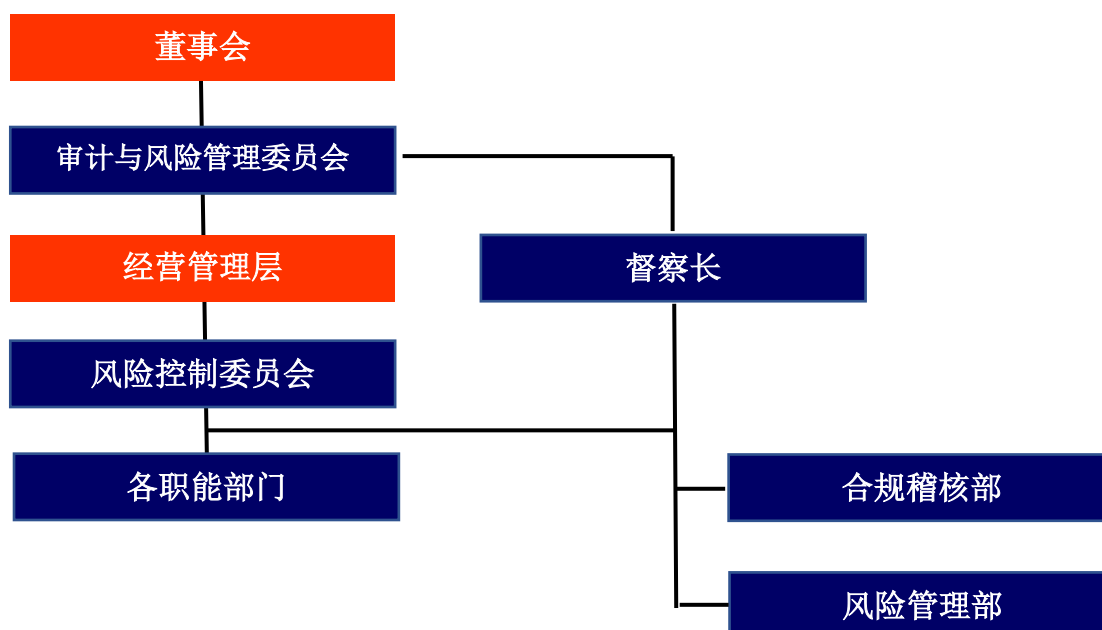 董事会
审计与风险管理委员会
经营管理层
督察长
风险控制委员会
各职能部门
合规稽核部
风险管理部